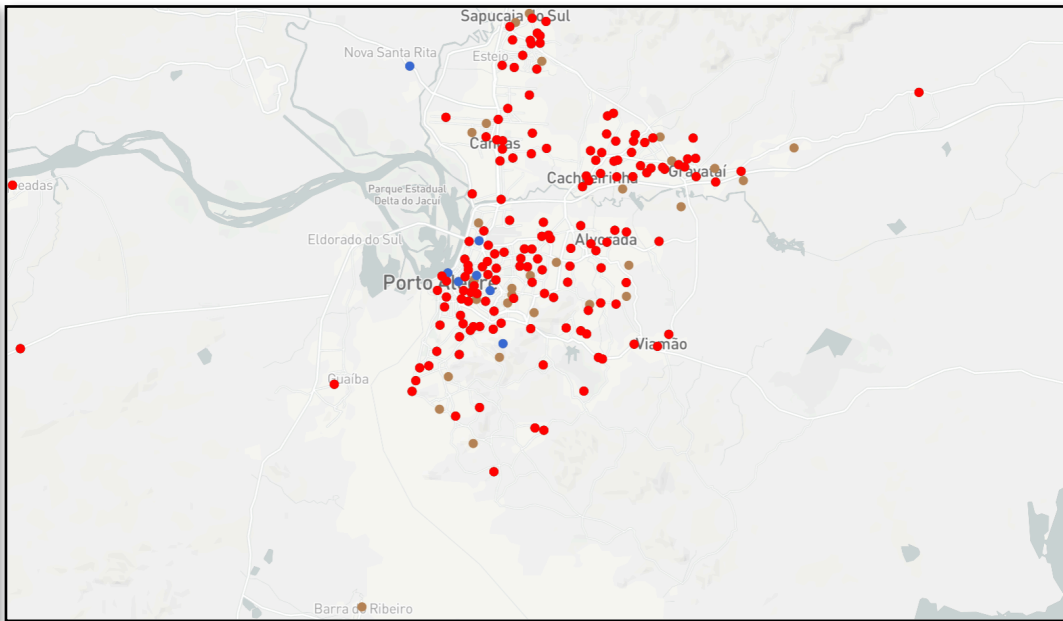 Sapucaia do Sul
Nova Santa Rita
Esteio
Canoas
Cachoeirinha
Gravataí
Parque Estadual
Delta do Jacuí
Eldorado do Sul
Alvorada
Porto Alegre
Viamão
Guaíba
Barra do Ribeiro